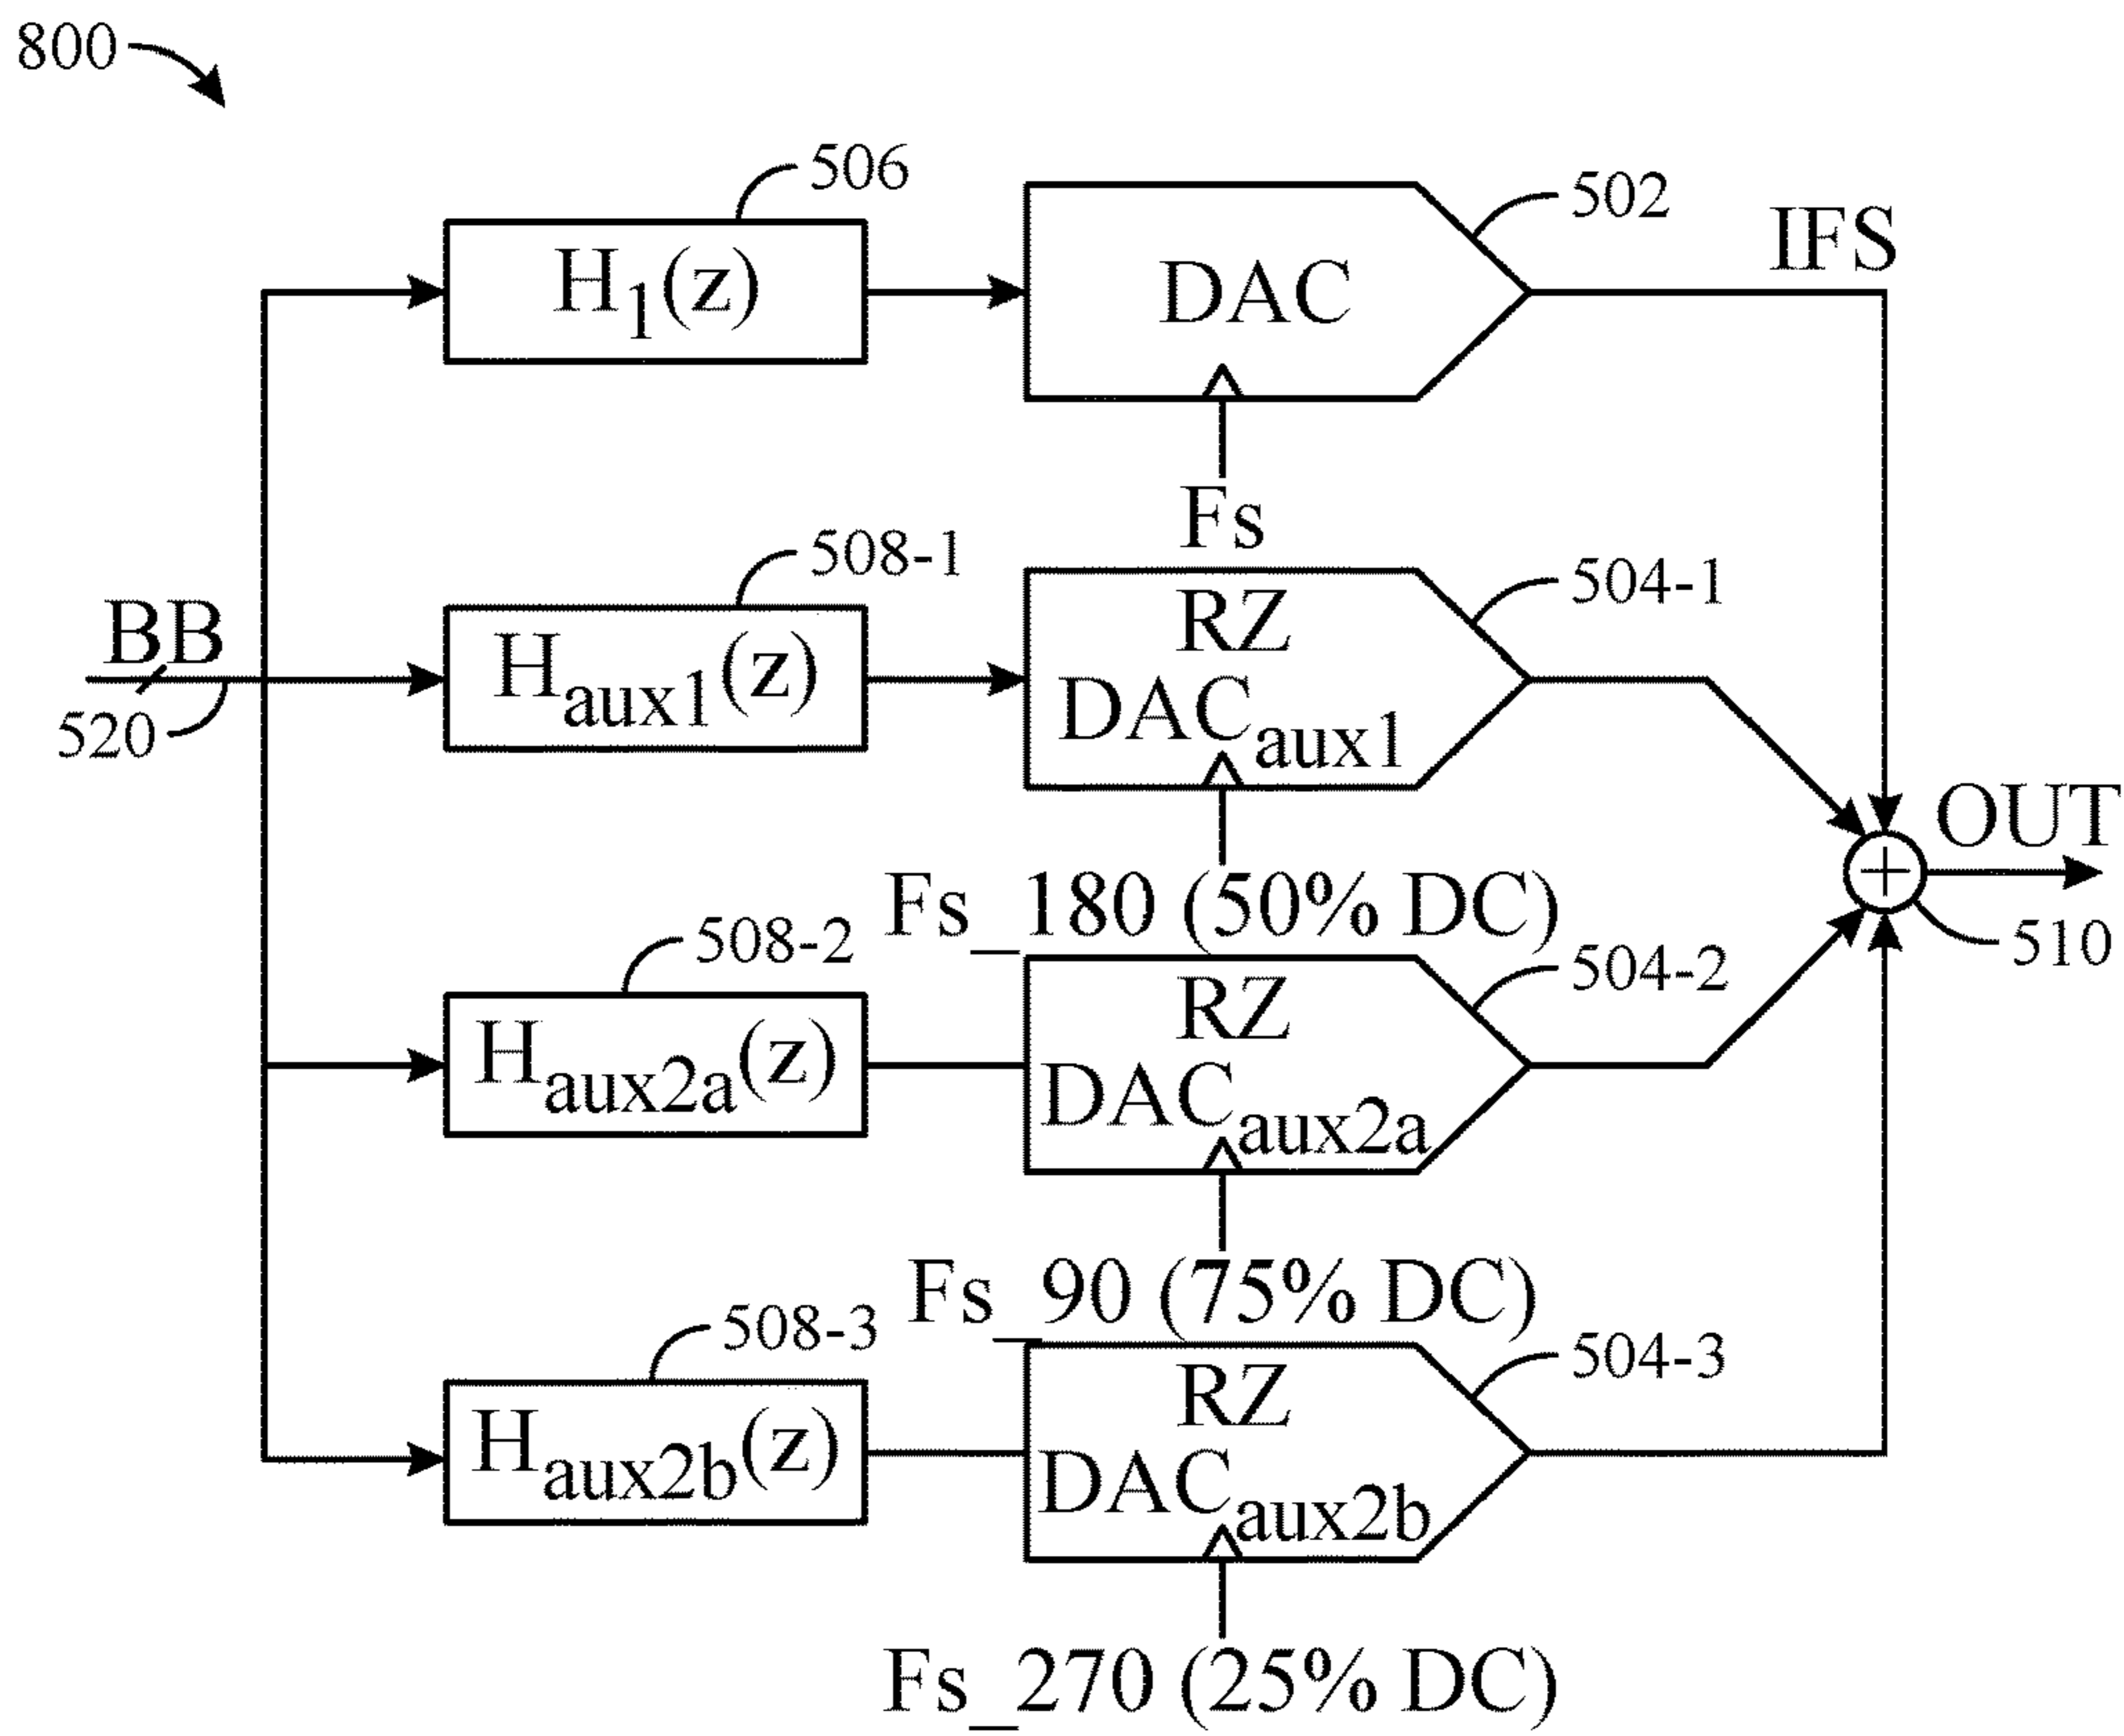 800
506
H1(z)
502
DAC
IFS
Fs
508-1
Haux1(z)
504-1
RZ
DACaux1
BB
520
Fs_180 (50% DC)
OUT
510
508-2
Haux2a(z)
504-2
RZ
DACaux2a
Fs_90 (75% DC)
508-3
Haux2b(z)
504-3
RZ
DACaux2b
Fs_270 (25% DC)